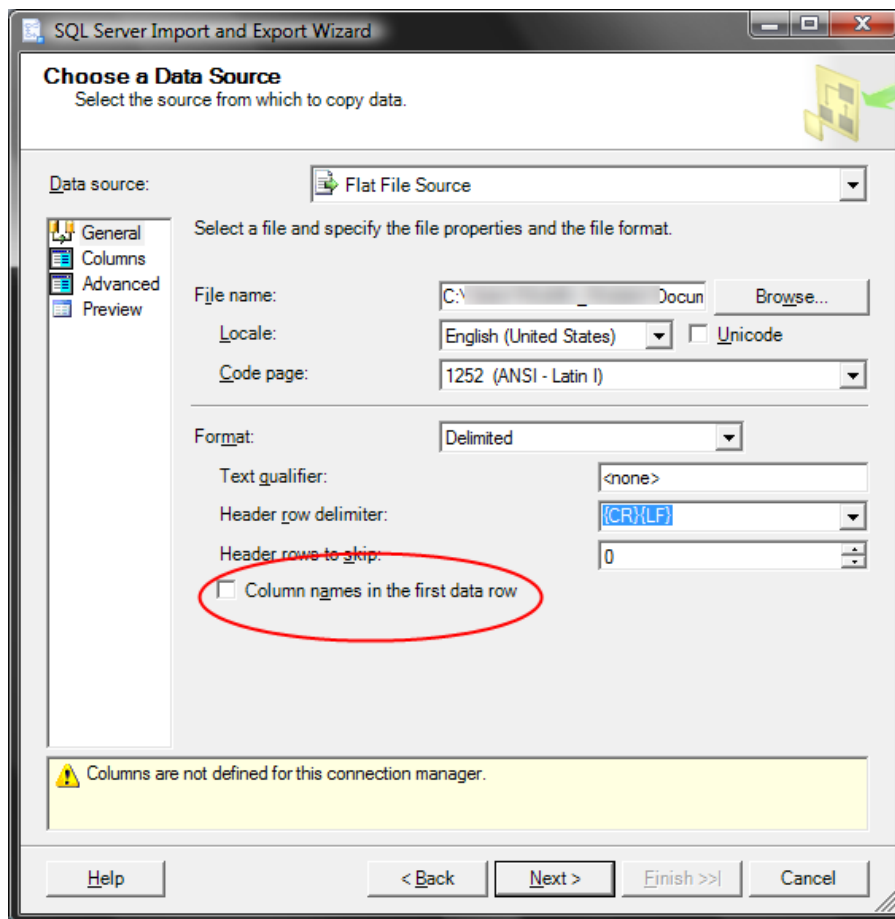 SQL Server Import and Export Wizard
Choose a Data Source
Select the source from which to copy data.
Data source: Flat File Source
General
Columns
Advanced
Preview
Select a file and specify the file properties and the file format.
File name: C:\ _ Docum Browse...
Locale: English (United States) Unicode
Code page: 1252 (ANSI - Latin I)
Format: Delimited
Text qualifier: <none>
Header row delimiter: {CR}{LF}
Header rows to skip: 0
Column names in the first data row
Columns are not defined for this connection manager.
Help < Back Next > Finish >>| Cancel